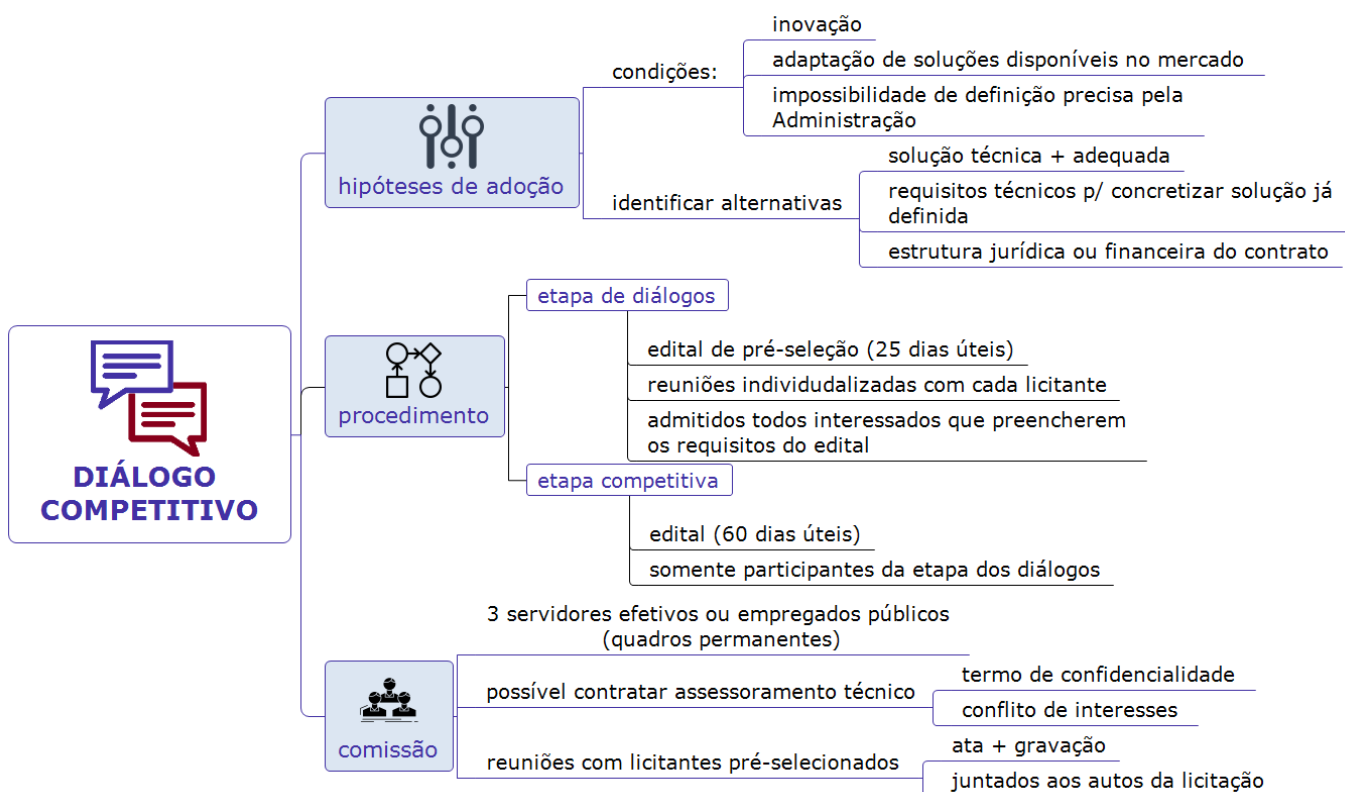 DIÁLOGO
COMPETITIVO
hipóteses de adoção
condições:
inovação
adaptação de soluções disponíveis no mercado
impossibilidade de definição precisa pela
Administração
identificar alternativas
solução técnica + adequada
requisitos técnicos p/ concretizar solução já
definida
estrutura jurídica ou financeira do contrato
procedimento
etapa de diálogos
edital de pré-seleção (25 dias úteis)
reuniões individudalizadas com cada licitante
admitidos todos interessados que preencherem
os requisitos do edital
etapa competitiva
edital (60 dias úteis)
somente participantes da etapa dos diálogos
comissão
3 servidores efetivos ou empregados públicos
(quadros permanentes)
possível contratar assessoramento técnico
termo de confidencialidade
conflito de interesses
reuniões com licitantes pré-selecionados
ata + gravação
juntados aos autos da licitação